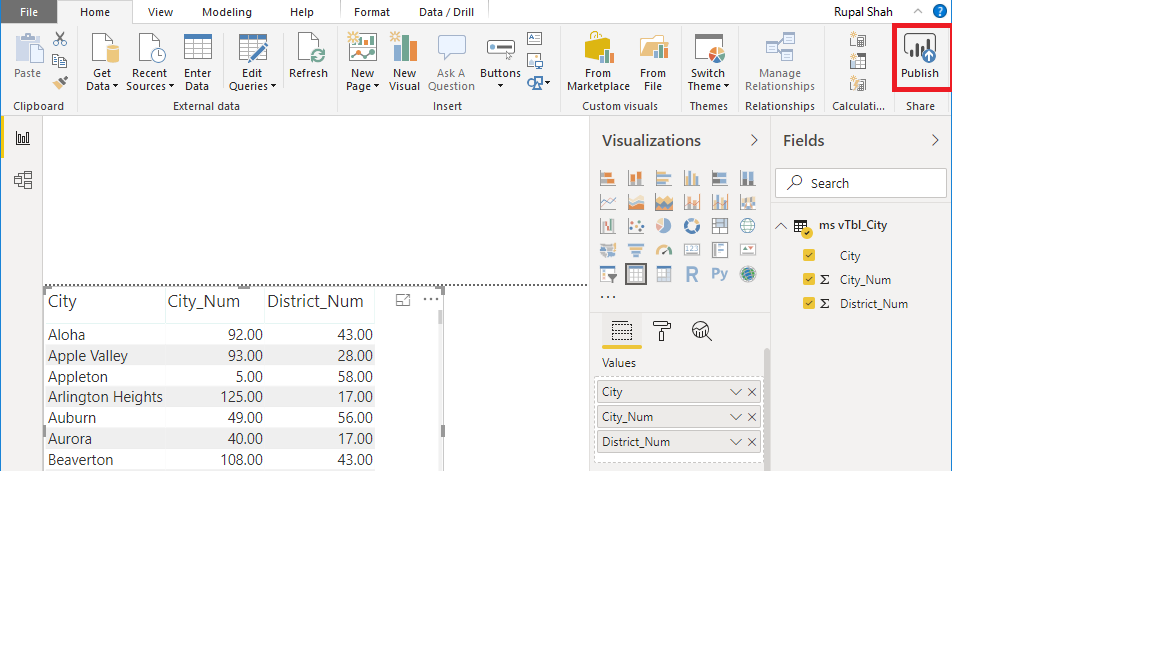 File Home View Modeling Help Format Data / Drill Rupal Shah ?
Paste Get Data Recent Sources Enter Data Edit Queries Refresh New Page New Visual Ask A Question Buttons From Marketplace From File Switch Theme Manage Relationships Publish
Clipboard External data Insert Custom visuals Themes Relationships Calculati... Share
Visualizations Fields
Search
ms vTbl_City
City
City_Num
District_Num
123
R Py
...
Values
City
City_Num
District_Num
City City_Num District_Num ...
Aloha 92.00 43.00
Apple Valley 93.00 28.00
Appleton 5.00 58.00
Arlington Heights 125.00 17.00
Auburn 49.00 56.00
Aurora 40.00 17.00
Beaverton 108.00 43.00